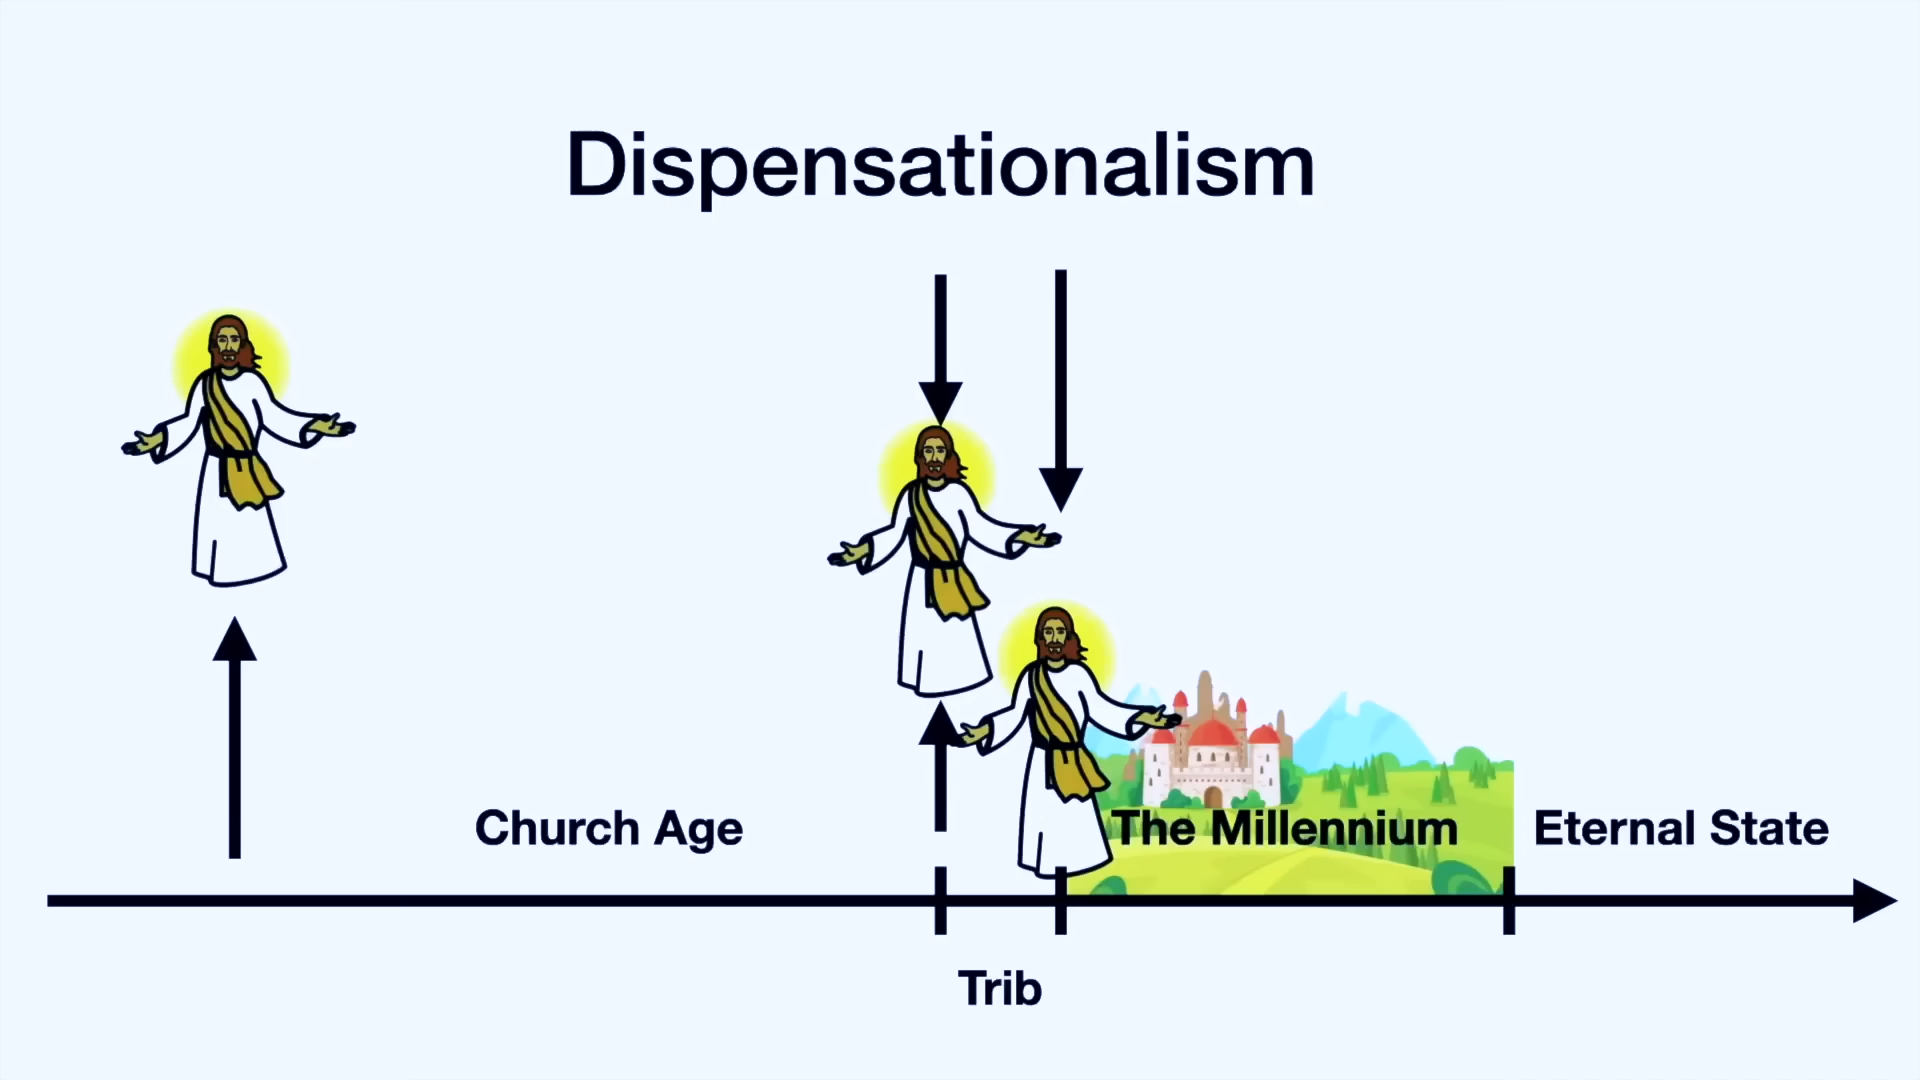 Dispensationalism
Church Age
The Millennium
Eternal State
Trib